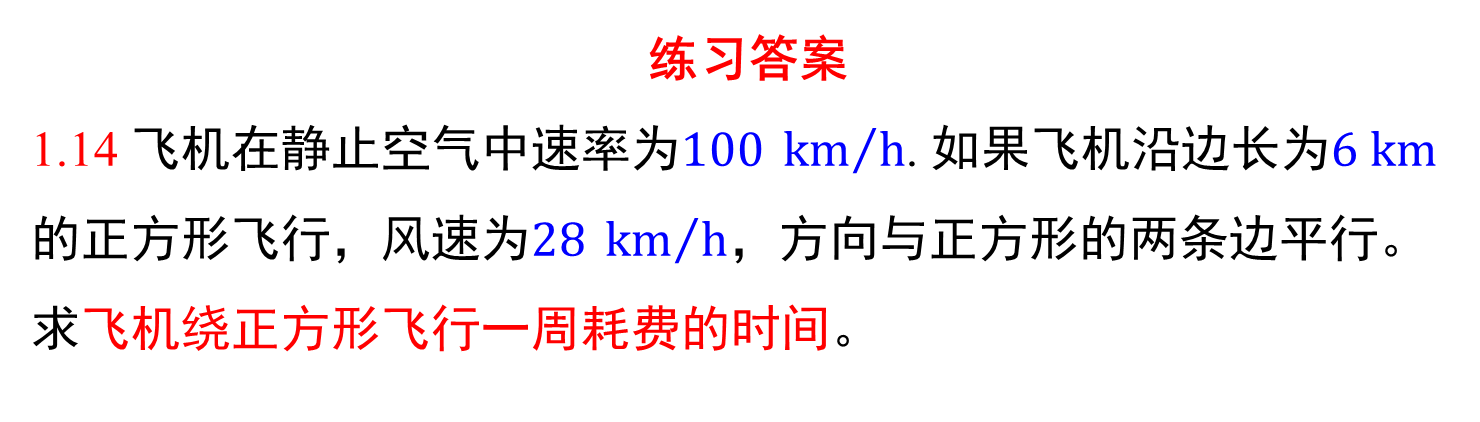 练习答案
1.14 飞机在静止空气中速率为100 km/h. 如果飞机沿边长为6 km
的正方形飞行，风速为28 km/h，方向与正方形的两条边平行。
求飞机绕正方形飞行一周耗费的时间。